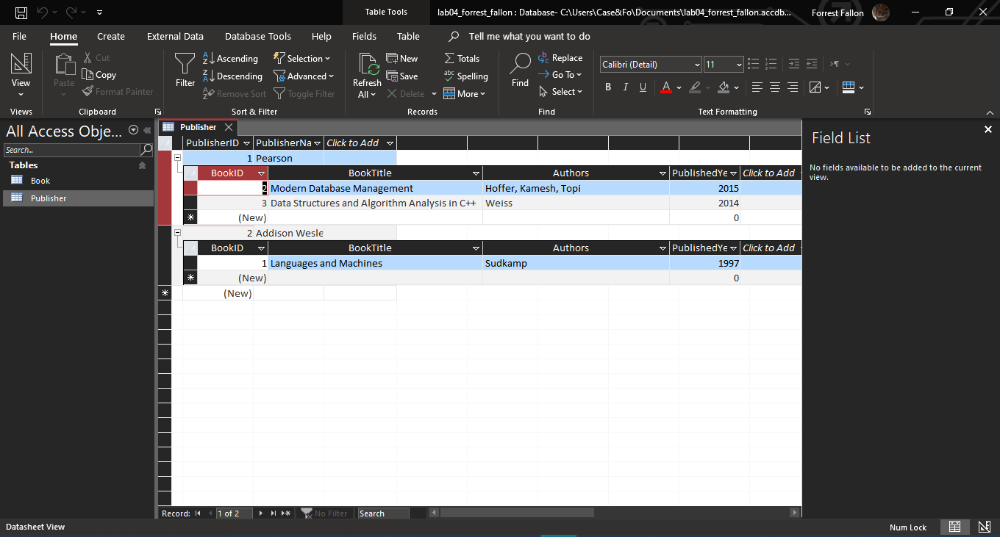 Table Tools
lab04_forrest_fallon : Database- C:\Users\Case&Fo\Documents\lab04_forrest_fallon.accdb...
Forrest Fallon
File Home Create External Data Database Tools Help Fields Table Tell me what you want to do
View
Views
Paste
Cut
Copy
Format Painter
Clipboard
Filter
Ascending
Descending
Remove Sort
Selection
Advanced
Toggle Filter
Sort & Filter
Refresh
All
New
Save
Delete
Totals
Spelling
More
Records
Find
Replace
Go To
Select
Find
Calibri (Detail) 11
B I U A
Text Formatting
All Access Obje...
Search...
Tables
Book
Publisher
Publisher
PublisherID PublisherNa Click to Add
1 Pearson
BookID BookTitle Authors PublishedYe Click to Add
2 Modern Database Management Hoffer, Kamesh, Topi 2015
3 Data Structures and Algorithm Analysis in C++ Weiss 2014
* (New) 0
2 Addison Wesle
BookID BookTitle Authors PublishedYe Click to Add
1 Languages and Machines Sudkamp 1997
* (New) 0
* (New)
Field List
No fields available to be added to the current
view.
Record: 1 of 2 No Filter Search
Datasheet View
Num Lock